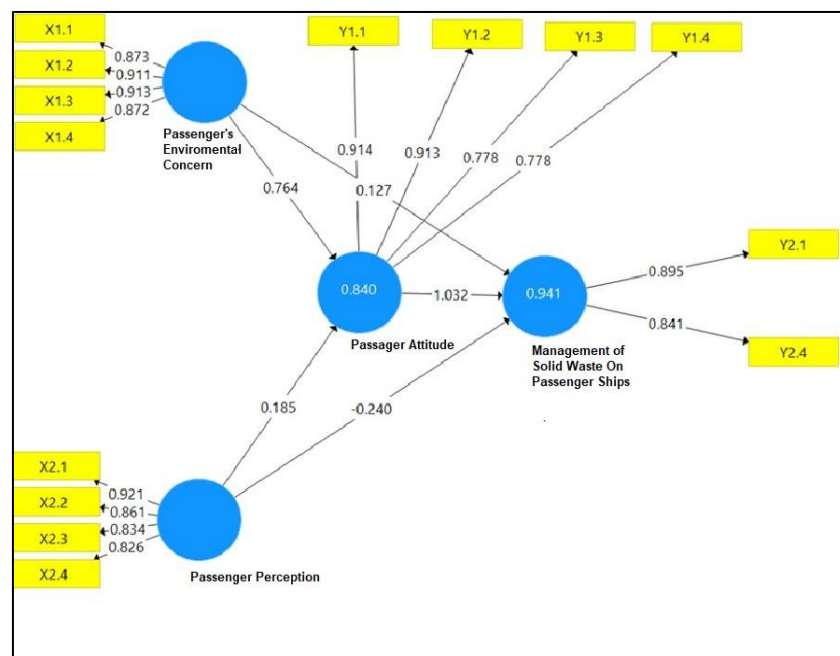 X1.1
X1.2
X1.3
X1.4
0.873
0.911
0.913
0.872
Passenger's
Enviromental
Concern
Y1.1
Y1.2
Y1.3
Y1.4
0.914
0.913
0.778
0.778
0.764
0.127
0.840
1.032
0.941
Passager Attitude
Management of
Solid Waste On
Passenger Ships
0.895
0.841
Y2.1
Y2.4
0.185
-0.240
X2.1
X2.2
X2.3
X2.4
0.921
0.861
0.834
0.826
Passenger Perception